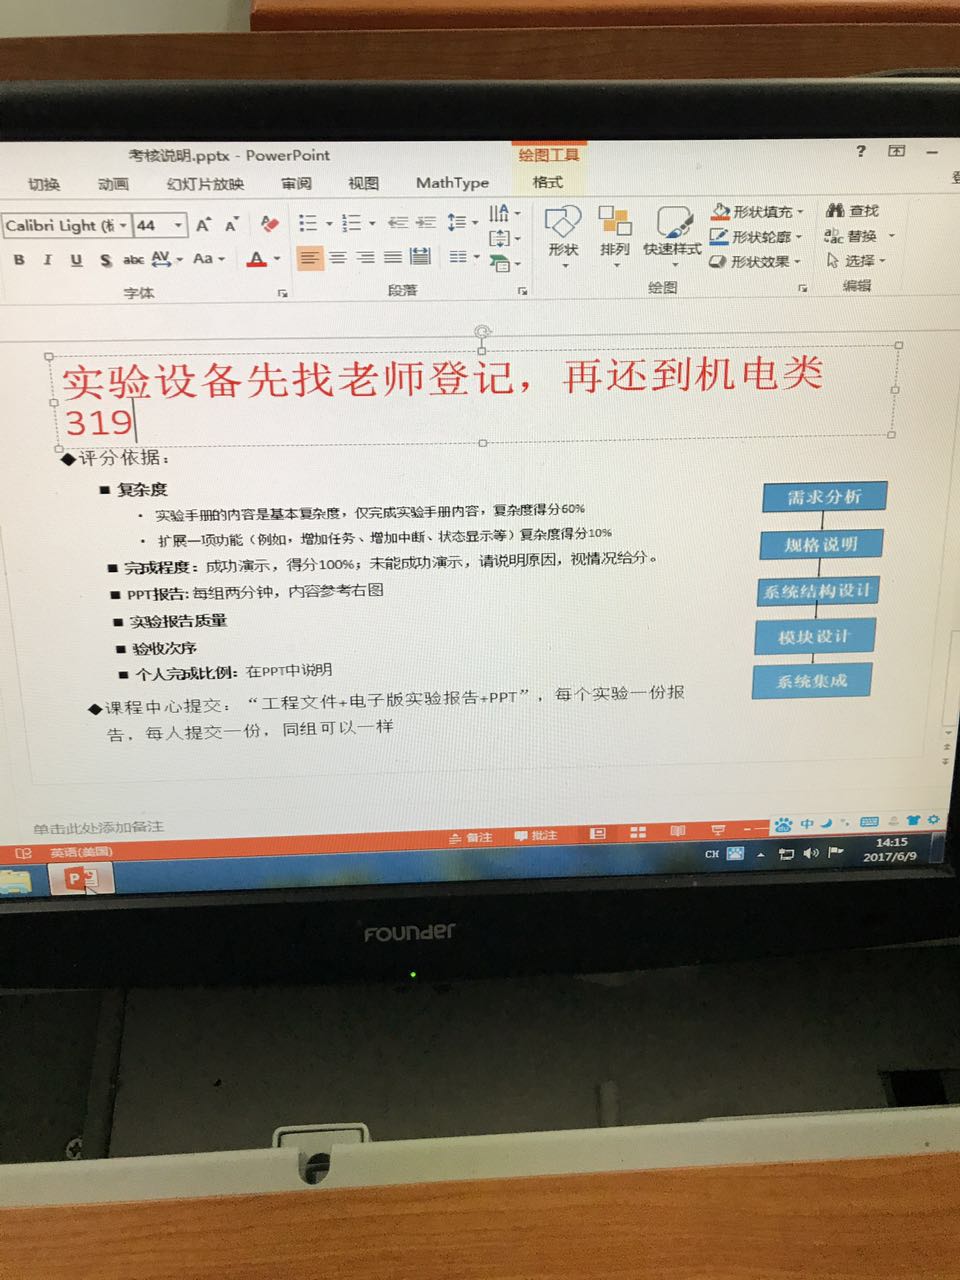 考核说明.pptx - PowerPoint
绘图工具
?
切换 动画 幻灯片放映 审阅 视图 MathType 格式
登
Calibri Light (标 44 A A
B I U S abc AV Aa A
字体
段落
形状 排列 快速样式
形状填充
形状轮廓
形状效果
绘图
查找
替换
选择
编辑
实验设备先找老师登记，再还到机电类
319
◆评分依据：
■ 复杂度
• 实验手册的内容是基本复杂度，仅完成实验手册内容，复杂度得分60%
• 扩展一项功能（例如，增加任务、增加中断、状态显示等）复杂度得分10%
■ 完成程度：成功演示，得分100%；未能成功演示，请说明原因，视情况给分。
■ PPT报告: 每组两分钟，内容参考右图
■ 实验报告质量
■ 验收次序
■ 个人完成比例：在PPT中说明
◆课程中心提交：“工程文件+电子版实验报告+PPT”，每个实验一份报
告，每人提交一份，同组可以一样
需求分析
规格说明
系统结构设计
模块设计
系统集成
单击此处添加备注
英语(美国)
备注 批注
中
CH
14:15
2017/6/9
P
Founder